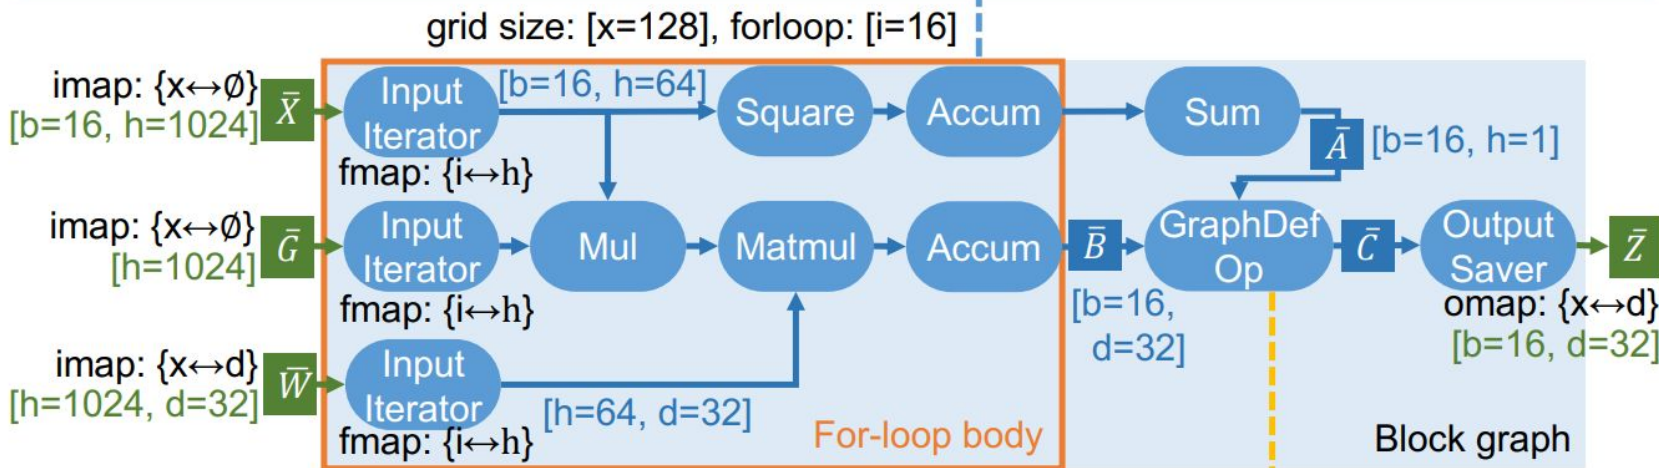 grid size: [x=128], forloop: [i=16]
imap: {x↔∅}
[b=16, h=1024]
X̄
Input
Iterator
fmap: {i↔h}
[b=16, h=64]
Square
Accum
Sum
Ā
[b=16, h=1]
imap: {x↔∅}
[h=1024]
Ḡ
Input
Iterator
fmap: {i↔h}
Mul
Matmul
Accum
B̄
[b=16,
d=32]
GraphDef
Op
C̄
Output
Saver
Z̄
omap: {x↔d}
[b=16, d=32]
imap: {x↔d}
[h=1024, d=32]
W̄
Input
Iterator
fmap: {i↔h}
[h=64, d=32]
For-loop body
Block graph